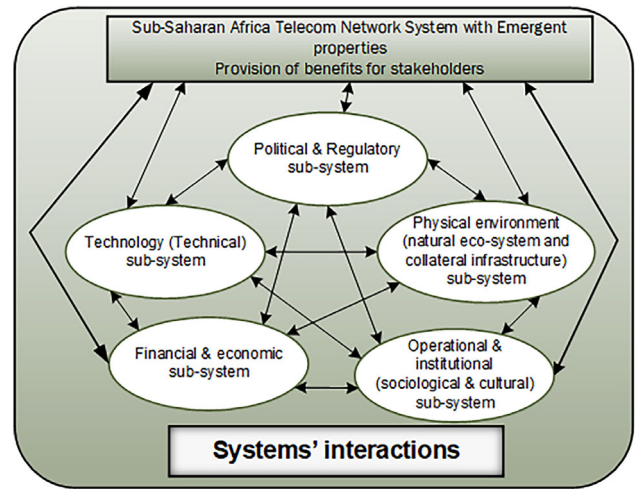 Sub-Saharan Africa Telecom Network System with Emergent
properties
Provision of benefits for stakeholders
Political & Regulatory
sub-system
Technology (Technical)
sub-system
Physical environment
(natural eco-system and
collateral infrastructure)
sub-system
Financial & economic
sub-system
Operational &
institutional
(sociological & cultural)
sub-system
Systems' interactions